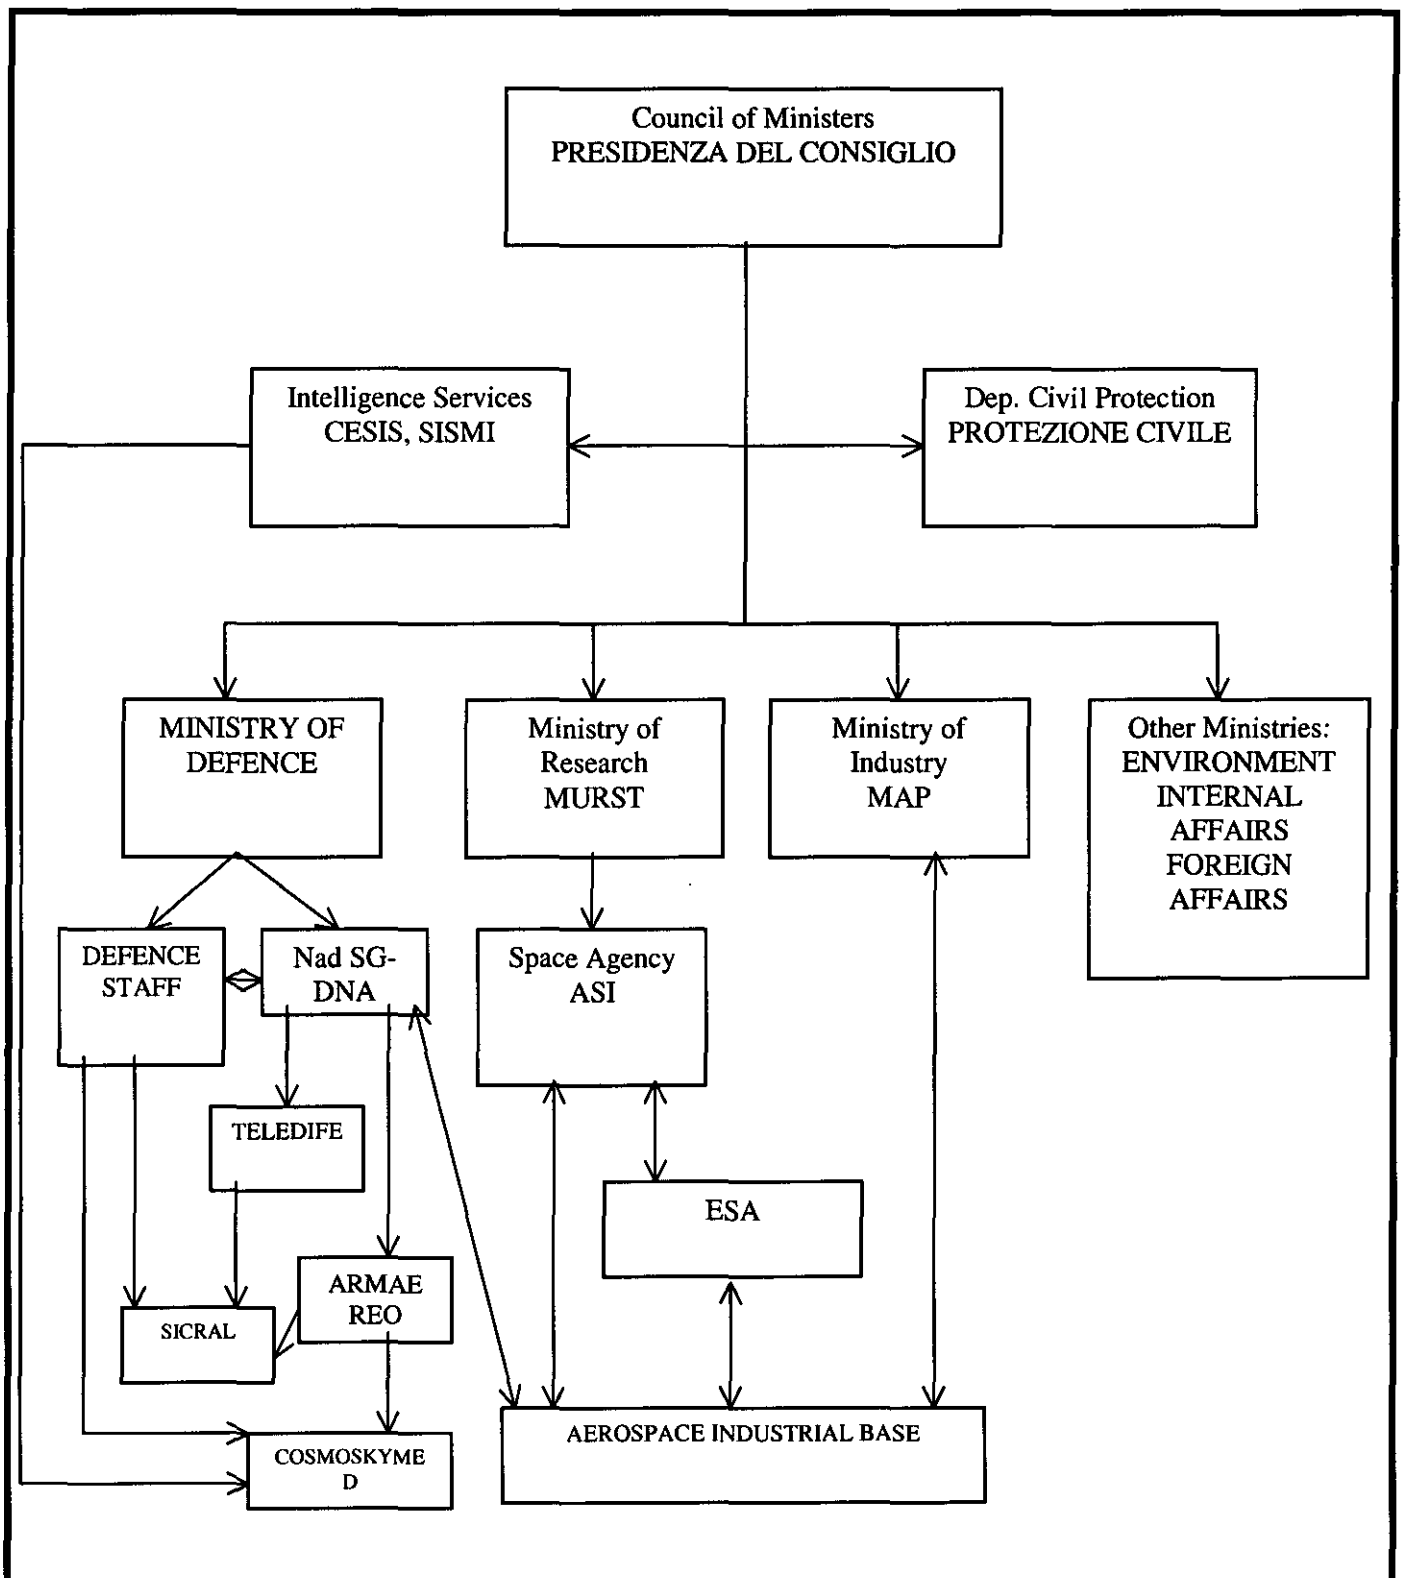 Council of Ministers
PRESIDENZA DEL CONSIGLIO
Intelligence Services
CESIS, SISMI
Dep. Civil Protection
PROTEZIONE CIVILE
MINISTRY OF
DEFENCE
Ministry of
Research
MURST
Ministry of
Industry
MAP
Other Ministries:
ENVIRONMENT
INTERNAL
AFFAIRS
FOREIGN
AFFAIRS
DEFENCE
STAFF
Nad SG-
DNA
Space Agency
ASI
TELEDIFE
ESA
ARMAE
REO
SICRAL
AEROSPACE INDUSTRIAL BASE
COSMOSKYME
D